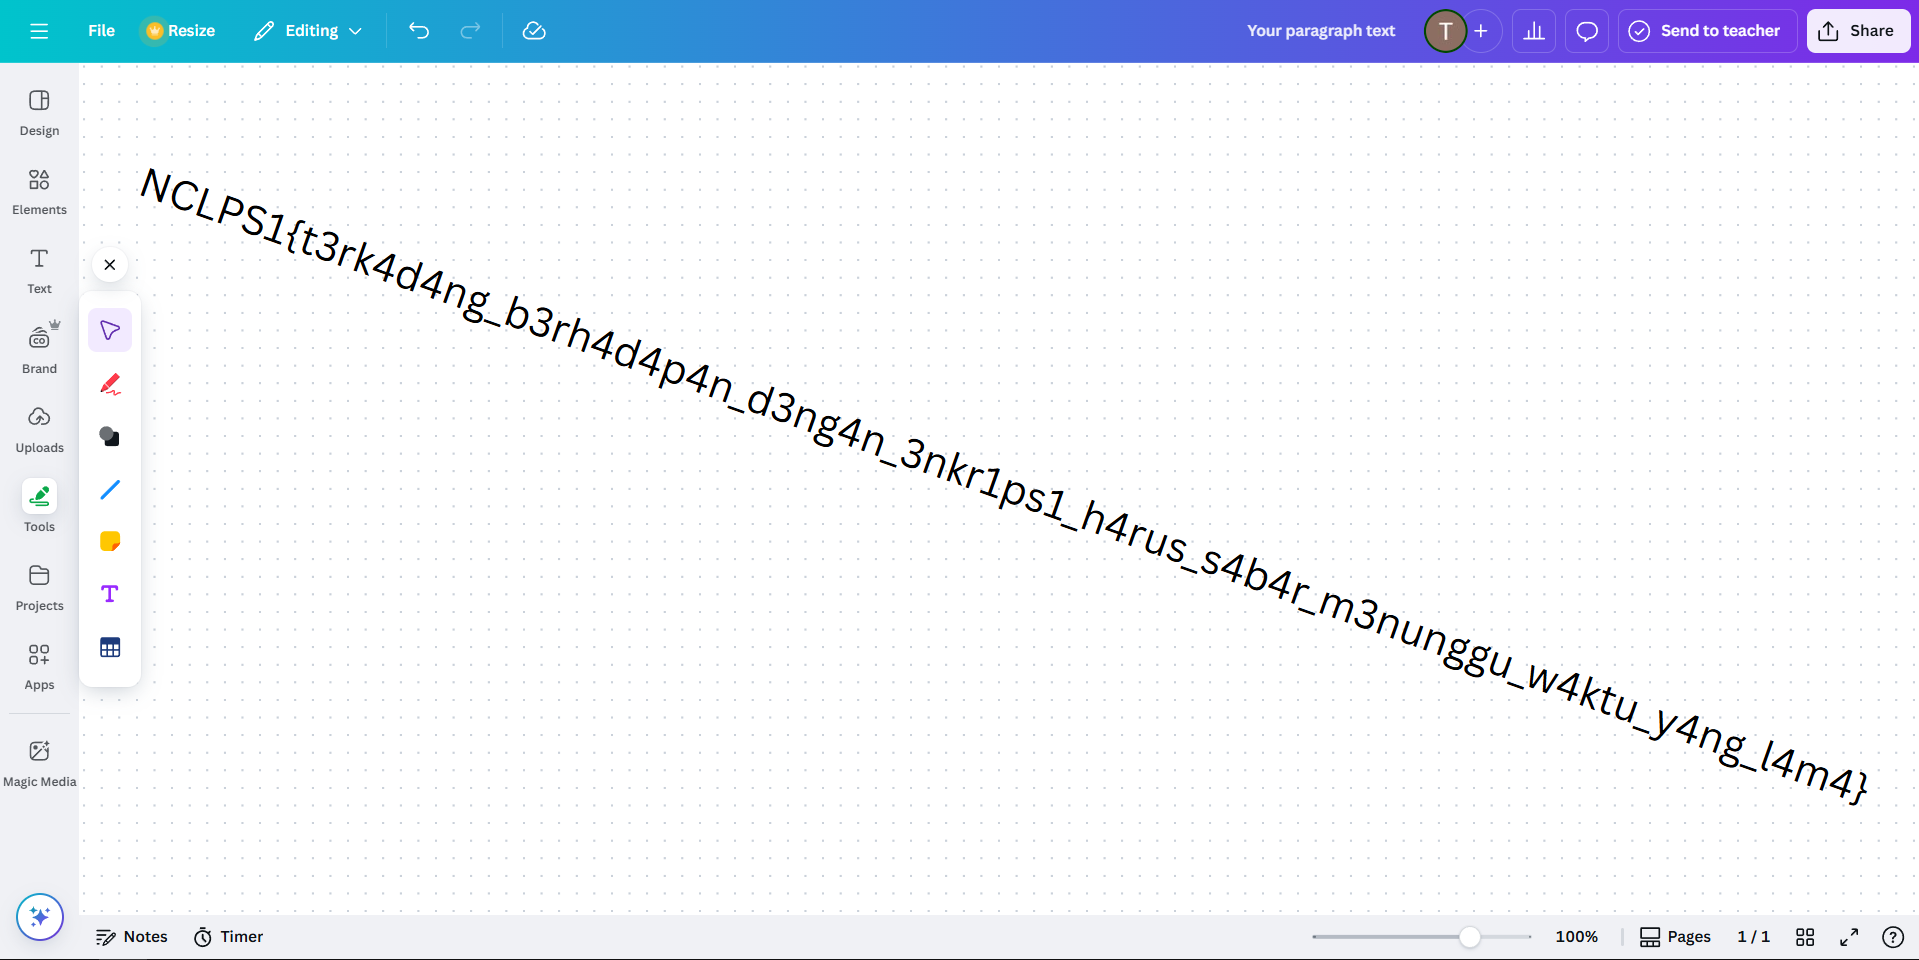 File
Resize
Editing
Your paragraph text
T
Send to teacher
Share
Design
Elements
Text
Brand
Uploads
Tools
Projects
Apps
Magic Media
CO
T
NCLPS1{t3rk4d4ng_b3rh4d4p4n_d3ng4n_3nkr1ps1_h4rus_s4b4r_m3nunggu_w4ktu_y4ng_l4m4}
Notes
Timer
100%
Pages
1 / 1